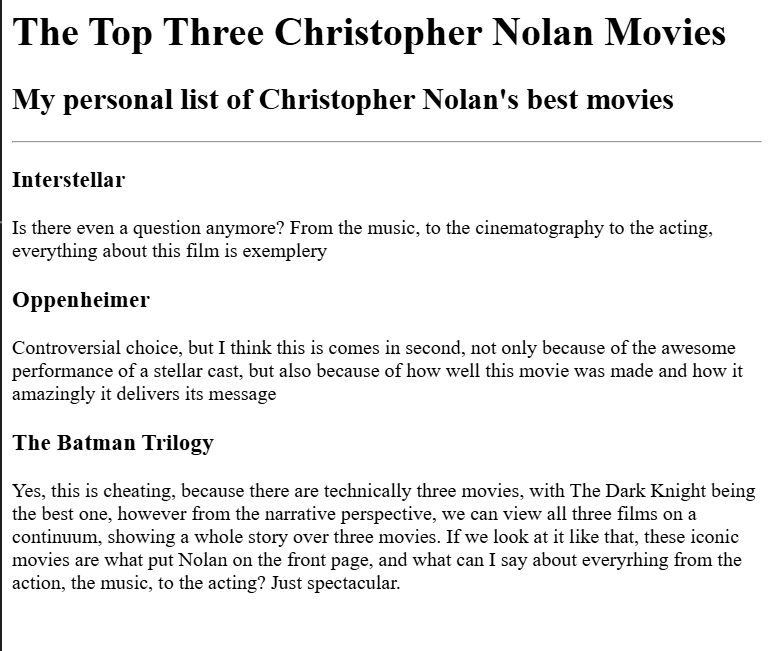 The Top Three Christopher Nolan Movies
My personal list of Christopher Nolan's best movies
Interstellar
Is there even a question anymore? From the music, to the cinematography to the acting,
everything about this film is exemplery
Oppenheimer
Controversial choice, but I think this is comes in second, not only because of the awesome
performance of a stellar cast, but also because of how well this movie was made and how it
amazingly it delivers its message
The Batman Trilogy
Yes, this is cheating, because there are technically three movies, with The Dark Knight being
the best one, however from the narrative perspective, we can view all three films on a
continuum, showing a whole story over three movies. If we look at it like that, these iconic
movies are what put Nolan on the front page, and what can I say about everyrhing from the
action, the music, to the acting? Just spectacular.